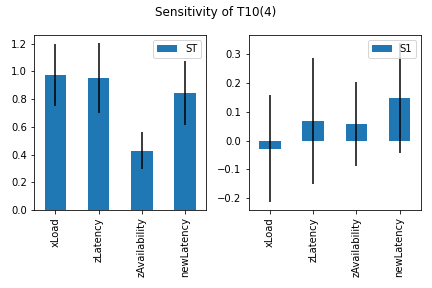 Sensitivity of T10(4)
ST
1.2
1.0
0.8
0.6
0.4
0.2
0.0
xLoad
zLatency
zAvailability
newLatency
S1
0.3
0.2
0.1
0.0
−0.1
−0.2
xLoad
zLatency
zAvailability
newLatency